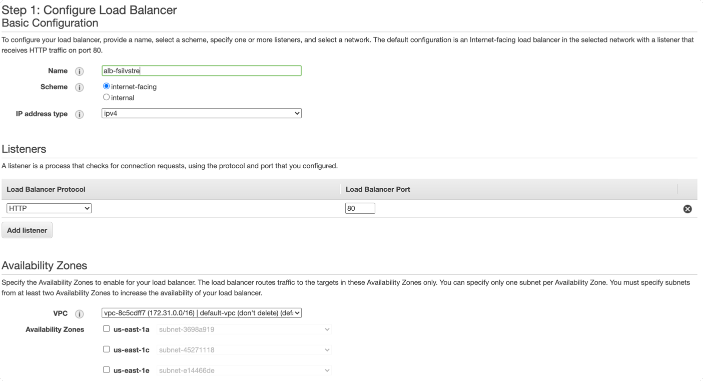 Step 1: Configure Load Balancer
Basic Configuration
To configure your load balancer, provide a name, select a scheme, specify one or more listeners, and select a network. The default configuration is an Internet-facing load balancer in the selected network with a listener that
receives HTTP traffic on port 80.
Name i alb-fsilvstre
Scheme i internet-facing
internal
IP address type i ipv4
Listeners
A listener is a process that checks for connection requests, using the protocol and port that you configured.
Load Balancer Protocol Load Balancer Port
HTTP 80
Add listener
Availability Zones
Specify the Availability Zones to enable for your load balancer. The load balancer routes traffic to the targets in these Availability Zones only. You can specify only one subnet per Availability Zone. You must specify subnets
from at least two Availability Zones to increase the availability of your load balancer.
VPC i vpc-8c5cdff7 (172.31.0.0/16) | default-vpc (don't delete) (defa
Availability Zones us-east-1a subnet-3698a819
us-east-1c subnet-45271118
us-east-1e subnet-e14466de